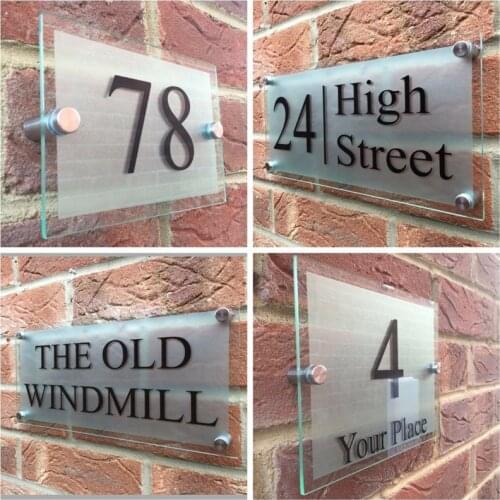 78
24 High
Street
THE OLD
WINDMILL
4
Your Place